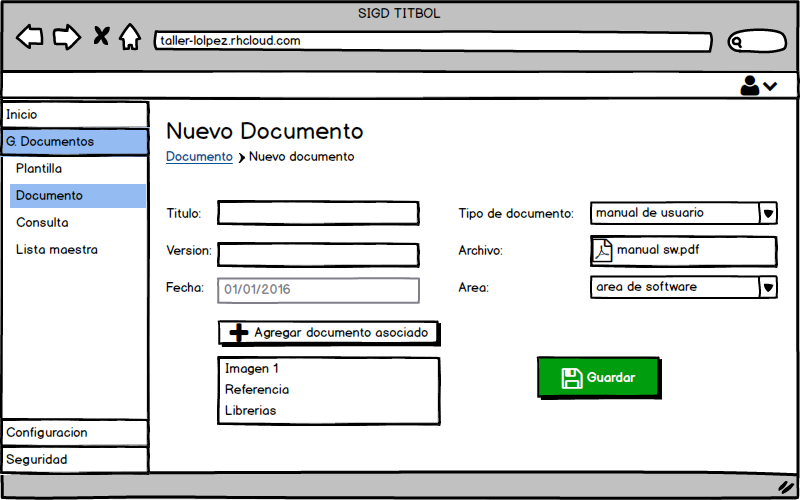 SIGD TITBOL
taller-lolpez.rhcloud.com
Inicio
G. Documentos
Plantilla
Documento
Consulta
Lista maestra
Configuracion
Seguridad
Nuevo Documento
Documento > Nuevo documento
Titulo:
Version:
Fecha: 01/01/2016
Tipo de documento: manual de usuario
Archivo: manual sw.pdf
Area: area de software
Agregar documento asociado
Imagen 1
Referencia
Librerias
Guardar